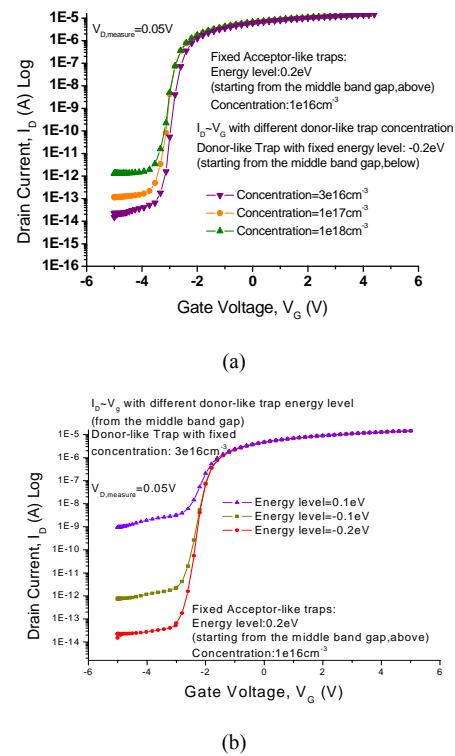 1E-5
1E-6
1E-7
1E-8
1E-9
1E-10
1E-11
1E-12
1E-13
1E-14
1E-15
1E-16
Drain Current, I_D (A) Log
V_D,measure=0.05V
Fixed Acceptor-like traps:
Energy level:0.2eV
(starting from the middle band gap,above)
Concentration:1e16cm⁻³
I_D~V_G with different donor-like trap concentration
Donor-like Trap with fixed energy level: -0.2eV
(starting from the middle band gap,below)
Concentration=3e16cm⁻³
Concentration=1e17cm⁻³
Concentration=1e18cm⁻³
-6 -4 -2 0 2 4 6
Gate Voltage, V_G (V)
(a)
I_D~V_g with different donor-like trap energy level
(from the middle band gap)
Donor-like Trap with fixed
concentration: 3e16cm⁻³
1E-5
1E-6
1E-7
1E-8
1E-9
1E-10
1E-11
1E-12
1E-13
1E-14
Drain Current, I_D (A) Log
V_D,measure=0.05V
Energy level=0.1eV
Energy level=-0.1eV
Energy level=-0.2eV
Fixed Acceptor-like traps:
Energy level:0.2eV
(starting from the middle band gap,above)
Concentration:1e16cm⁻³
-6 -4 -2 0 2 4 6
Gate Voltage, V_G (V)
(b)